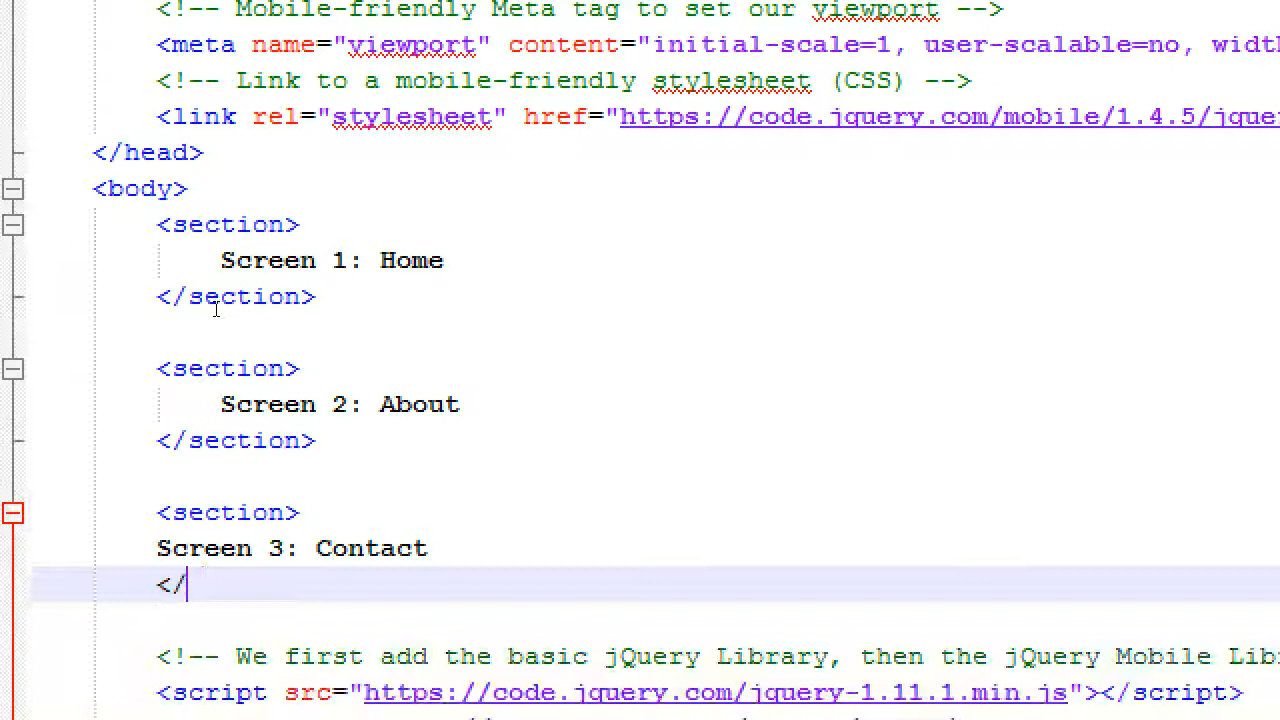 <!-- Mobile-friendly Meta tag to set our viewport -->
<meta name="viewport" content="initial-scale=1, user-scalable=no, width
<!-- Link to a mobile-friendly stylesheet (CSS) -->
<link rel="stylesheet" href="https://code.jquery.com/mobile/1.4.5/jque
</head>
<body>
<section>
Screen 1: Home
</section>
<section>
Screen 2: About
</section>
<section>
Screen 3: Contact
</
<!-- We first add the basic jQuery Library, then the jQuery Mobile Lib
<script src="https://code.jquery.com/jquery-1.11.1.min.js"></script>